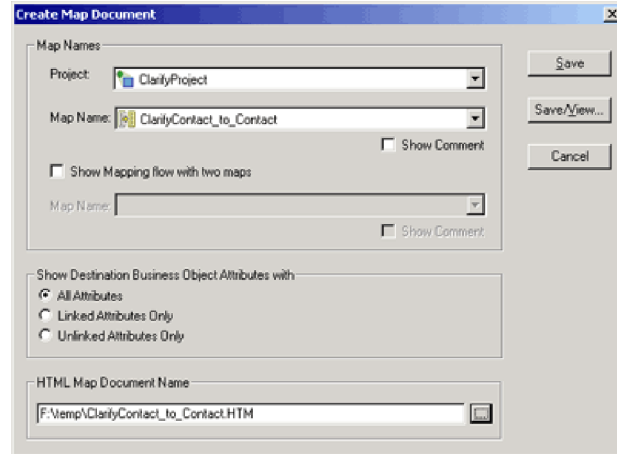 Create Map Document
Map Names
Project: ClarifyProject
Save
Map Name: ClarifyContact_to_Contact
Save/View...
Show Comment
Cancel
Show Mapping flow with two maps
Map Name:
Show Comment
Show Destination Business Object Attributes with
All Attributes
Linked Attributes Only
Unlinked Attributes Only
HTML Map Document Name
F:\temp\ClarifyContact_to_Contact.HTM
...